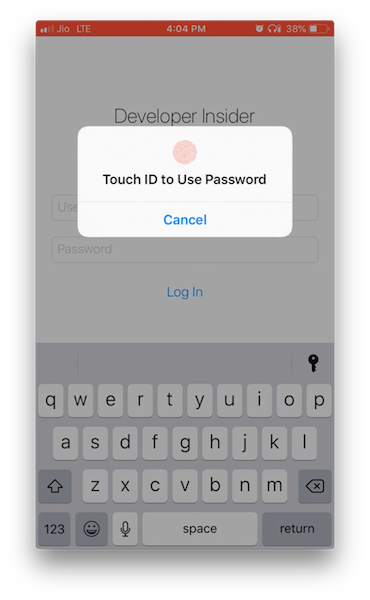 Jio LTE 4:04 PM 38%
Developer Insider
Touch ID to Use Password
Use
Cancel
Password
Log In
q w e r t y u i o p
a s d f g h j k l
z x c v b n m
123 space return